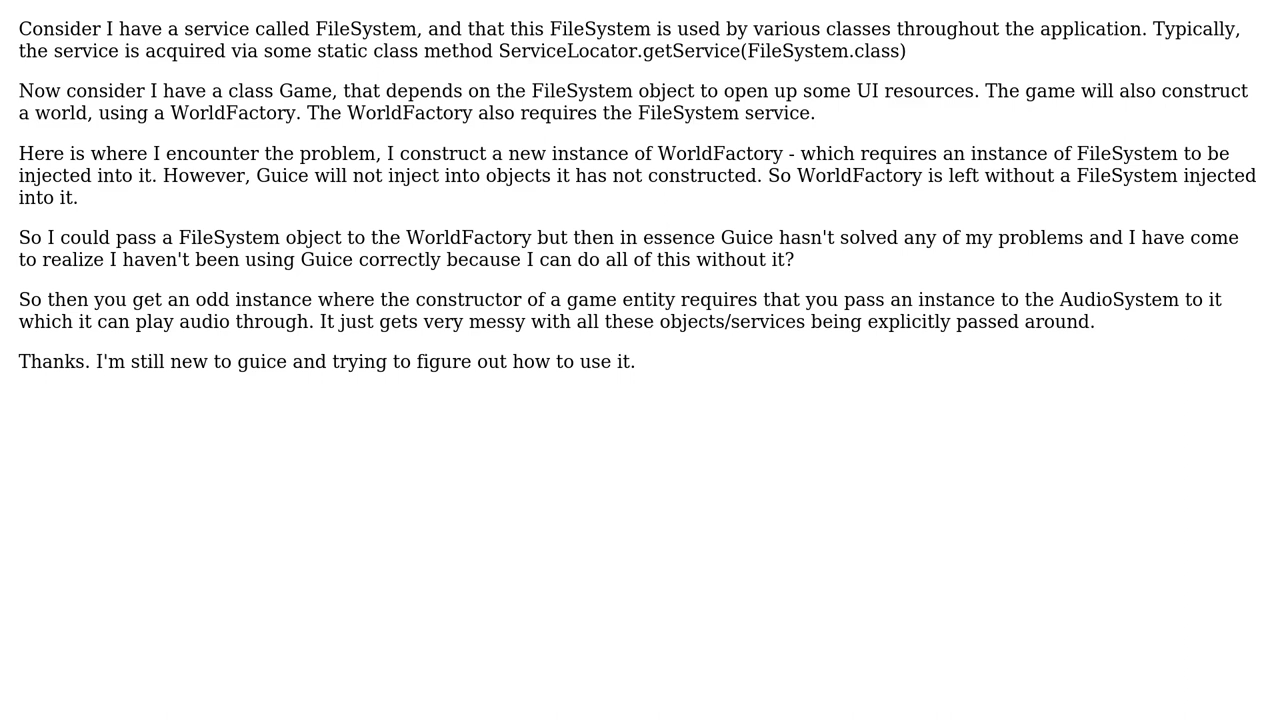 Consider I have a service called FileSystem, and that this FileSystem is used by various classes throughout the application. Typically,
the service is acquired via some static class method ServiceLocator.getService(FileSystem.class)
Now consider I have a class Game, that depends on the FileSystem object to open up some UI resources. The game will also construct
a world, using a WorldFactory. The WorldFactory also requires the FileSystem service.
Here is where I encounter the problem, I construct a new instance of WorldFactory - which requires an instance of FileSystem to be
injected into it. However, Guice will not inject into objects it has not constructed. So WorldFactory is left without a FileSystem injected
into it.
So I could pass a FileSystem object to the WorldFactory but then in essence Guice hasn't solved any of my problems and I have come
to realize I haven't been using Guice correctly because I can do all of this without it?
So then you get an odd instance where the constructor of a game entity requires that you pass an instance to the AudioSystem to it
which it can play audio through. It just gets very messy with all these objects/services being explicitly passed around.
Thanks. I'm still new to guice and trying to figure out how to use it.